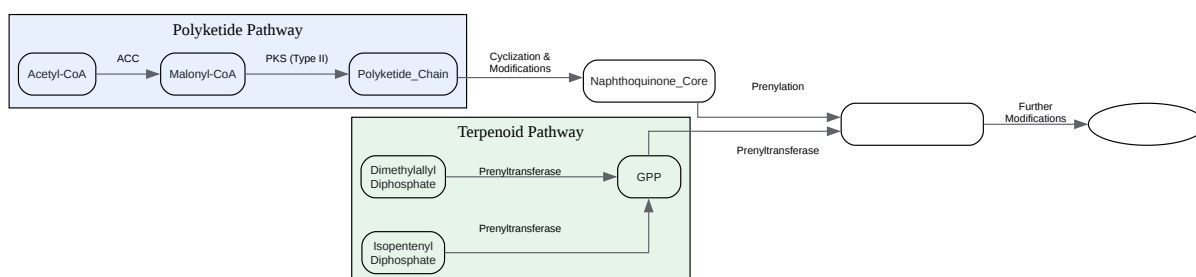 Polyketide Pathway
Acetyl-CoA
ACC
Malonyl-CoA
PKS (Type II)
Polyketide_Chain
Cyclization &
Modifications
Naphthoquinone_Core
Prenylation
Further
Modifications
Terpenoid Pathway
Dimethylallyl
Diphosphate
Prenyltransferase
GPP
Prenyltransferase
Isopentenyl
Diphosphate
Prenyltransferase